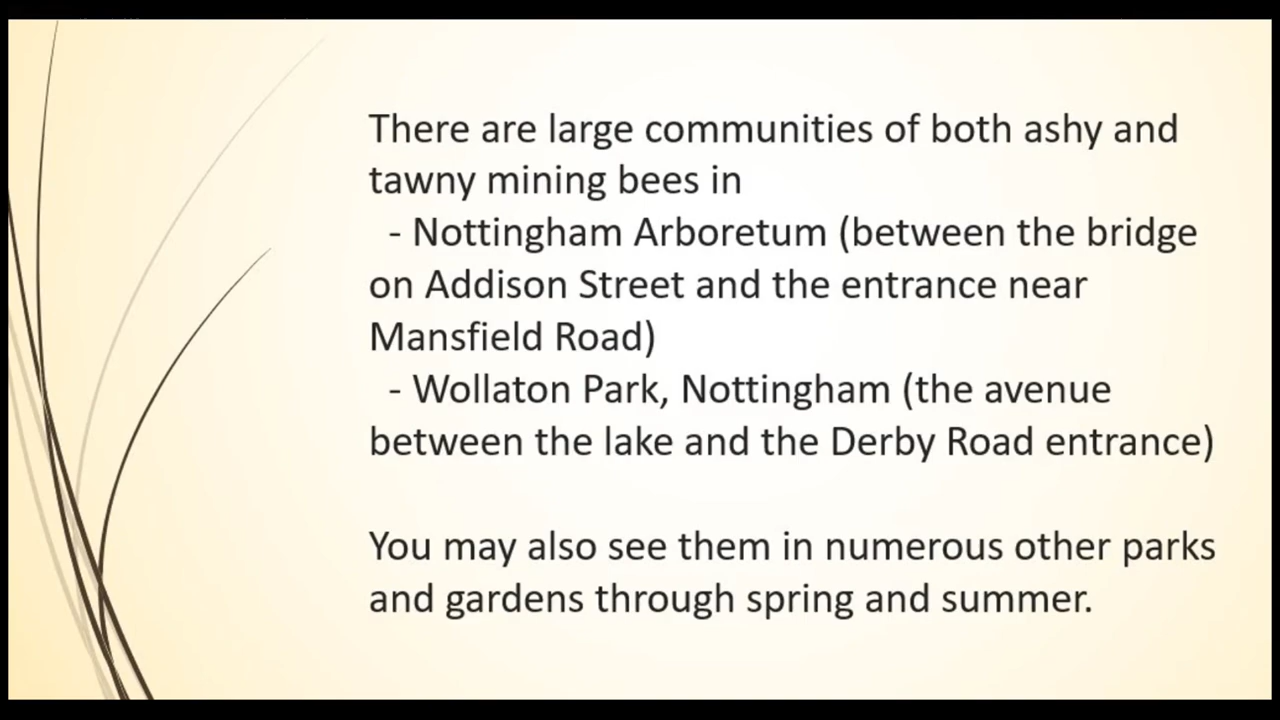 There are large communities of both ashy and
tawny mining bees in
- Nottingham Arboretum (between the bridge
on Addison Street and the entrance near
Mansfield Road)
- Wollaton Park, Nottingham (the avenue
between the lake and the Derby Road entrance)
You may also see them in numerous other parks
and gardens through spring and summer.